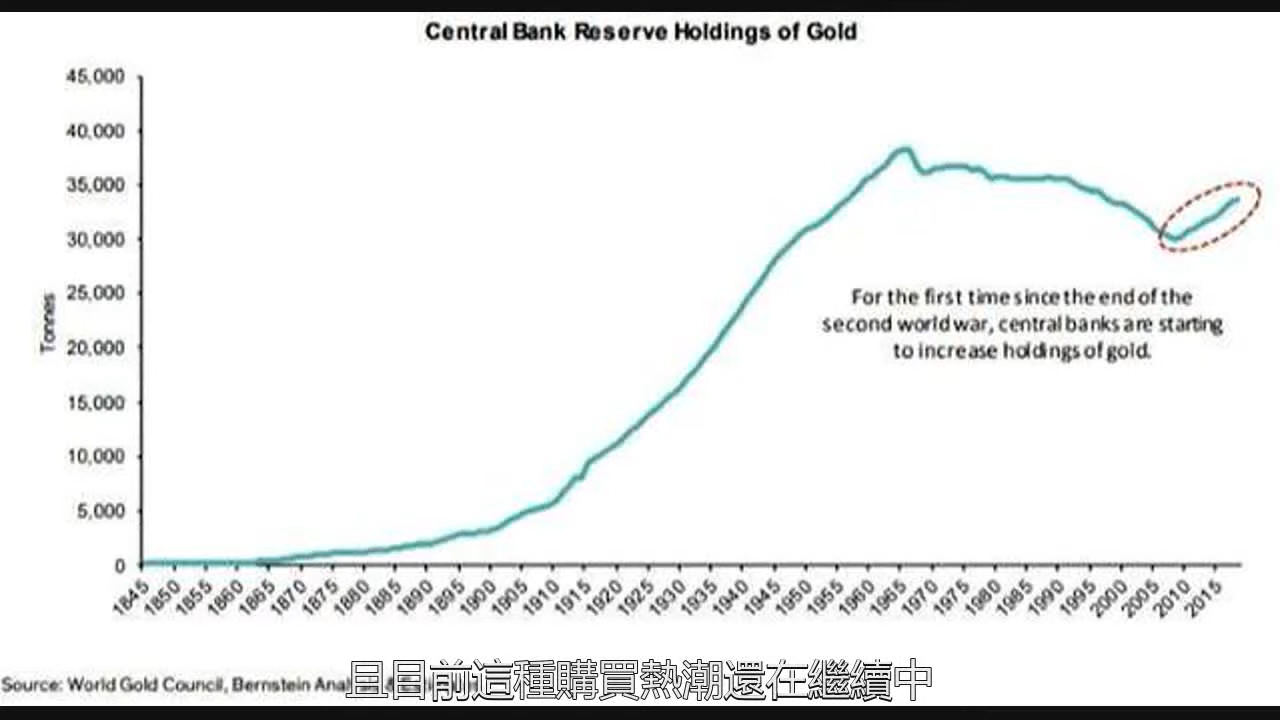 Central Bank Reserve Holdings of Gold
45,000
40,000
35,000
30,000
25,000
20,000
15,000
10,000
5,000
0
Tonnes
For the first time since the end of the
second world war, central banks are starting
to increase holdings of gold.
1845 1850 1855 1860 1865 1870 1875 1880 1885 1890 1895 1900 1905 1910 1915 1920 1925 1930 1935 1940 1945 1950 1955 1960 1965 1970 1975 1980 1985 1990 1995 2000 2005 2010 2015
Source: World Gold Council, Bernstein
且目前這種購買熱潮還在繼續中